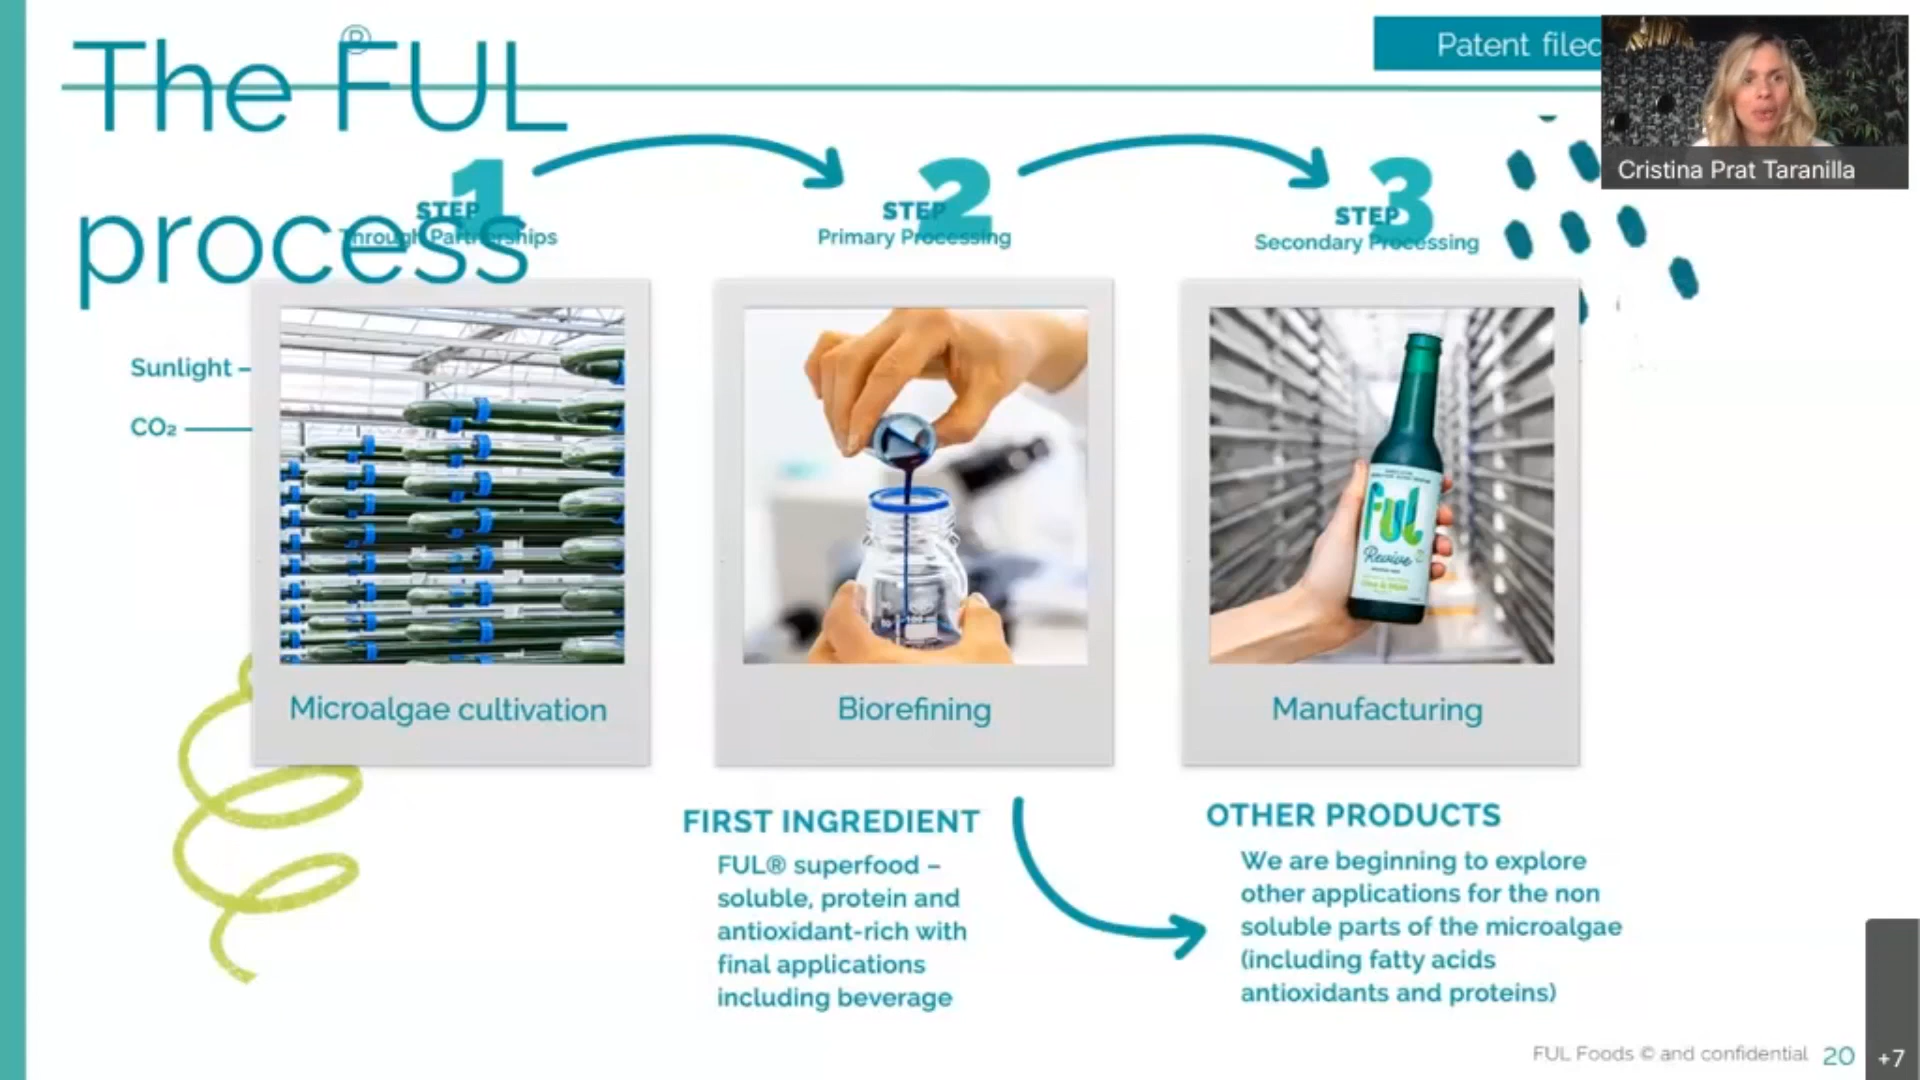 The FUL®
process
Patent filed
Cristina Prat Taranilla
STEP 1
Through Partnerships
STEP 2
Primary Processing
STEP 3
Secondary Processing
Sunlight
CO₂
ful
Revive
Microalgae cultivation
Biorefining
Manufacturing
FIRST INGREDIENT
FUL® superfood –
soluble, protein and
antioxidant-rich with
final applications
including beverage
OTHER PRODUCTS
We are beginning to explore
other applications for the non
soluble parts of the microalgae
(including fatty acids
antioxidants and proteins)
FUL Foods © and confidential 20
+7